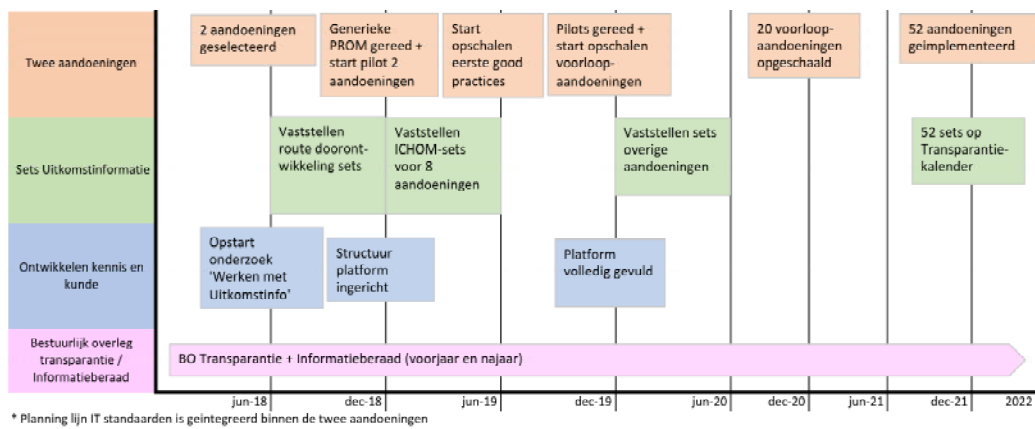 Twee aandoeningen
2 aandoeningen
geselecteerd
Generieke
PROM gereed +
start pilot 2
aandoeningen
Start
opschalen
eerste good
practices
Pilots gereed +
start opschalen
voorloop-
aandoeningen
20 voorloop-
aandoeningen
opgeschaald
52 aandoeningen
geimplementeerd
Sets Uitkomstinformatie
Vaststellen
route dooront-
wikkeling sets
Vaststellen
ICHOM-sets
voor 8
aandoeningen
Vaststellen sets
overige
aandoeningen
52 sets op
Transparantie-
kalender
Ontwikkelen kennis en
kunde
Opstart
onderzoek
'Werken met
Uitkomstinfo'
Structuur
platform
ingericht
Platform
volledig gevuld
Bestuurlijk overleg
transparantie /
Informatieberaad
BO Transparantie + Informatieberaad (voorjaar en najaar)
jun-18 dec-18 jun-19 dec-19 jun-20 dec-20 jun-21 dec-21 2022
* Planning lijn IT standaarden is geintegreerd binnen de twee aandoeningen